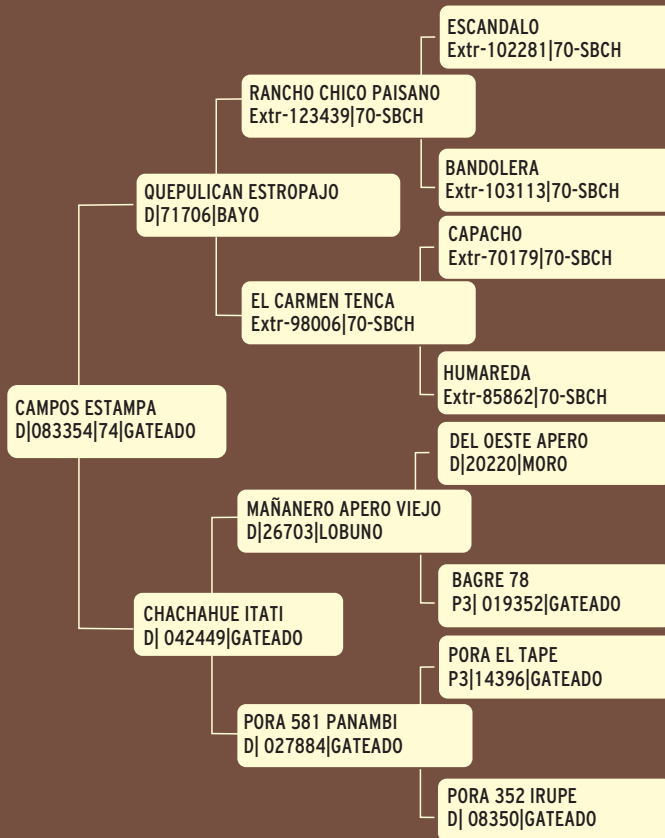 ESCANDALO
Extr-102281|70-SBCH
RANCHO CHICO PAISANO
Extr-123439|70-SBCH
BANDOLERA
Extr-103113|70-SBCH
QUEPULICAN ESTROPAJO
D|71706|BAYO
CAPACHO
Extr-70179|70-SBCH
EL CARMEN TENCA
Extr-98006|70-SBCH
HUMAREDA
Extr-85862|70-SBCH
CAMPOS ESTAMPA
D|083354|74|GATEADO
DEL OESTE APERO
D|20220|MORO
MAÑANERO APERO VIEJO
D|26703|LOBUNO
BAGRE 78
P3| 019352|GATEADO
CHACHAHUE ITATI
D| 042449|GATEADO
PORA EL TAPE
P3|14396|GATEADO
PORA 581 PANAMBI
D| 027884|GATEADO
PORA 352 IRUPE
D| 08350|GATEADO